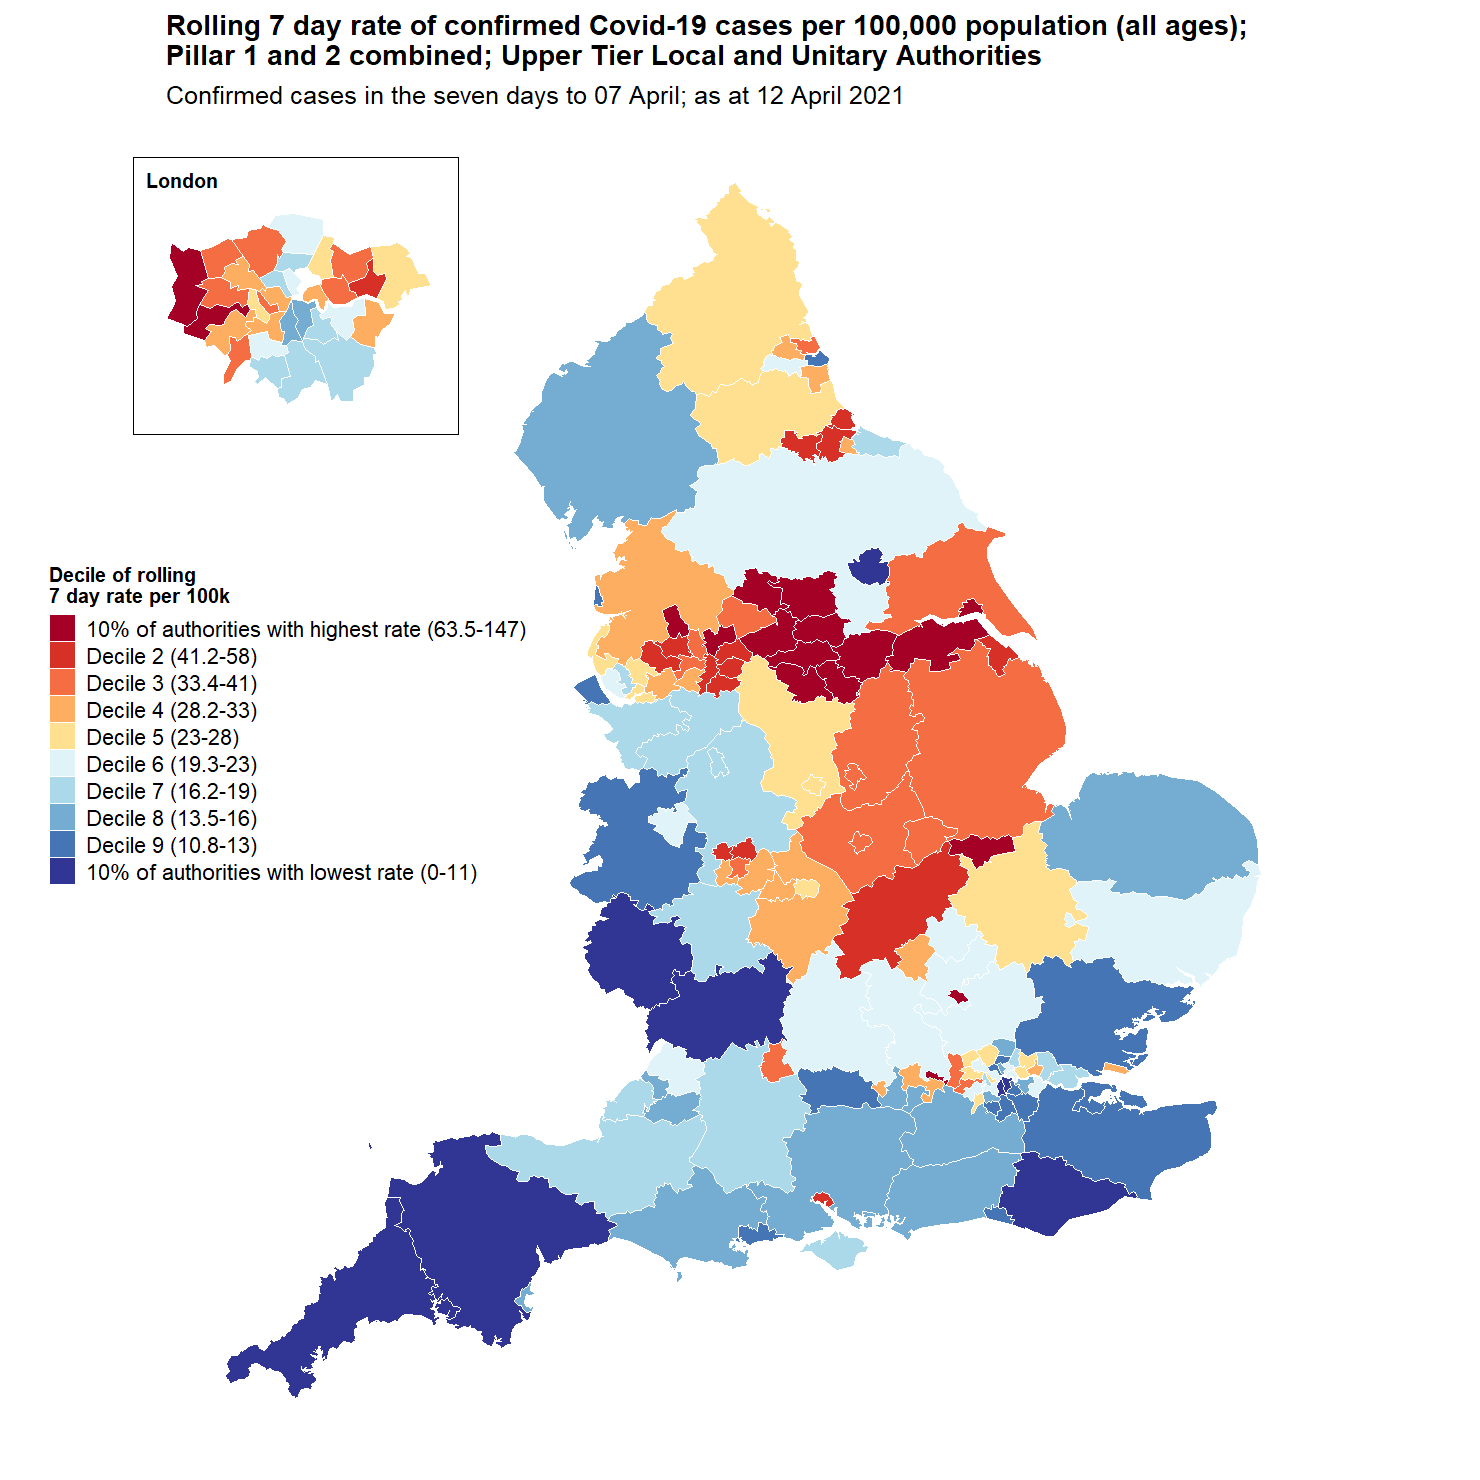 Rolling 7 day rate of confirmed Covid-19 cases per 100,000 population (all ages);
Pillar 1 and 2 combined; Upper Tier Local and Unitary Authorities
Confirmed cases in the seven days to 07 April; as at 12 April 2021
London
Decile of rolling
7 day rate per 100k
10% of authorities with highest rate (63.5-147)
Decile 2 (41.2-58)
Decile 3 (33.4-41)
Decile 4 (28.2-33)
Decile 5 (23-28)
Decile 6 (19.3-23)
Decile 7 (16.2-19)
Decile 8 (13.5-16)
Decile 9 (10.8-13)
10% of authorities with lowest rate (0-11)